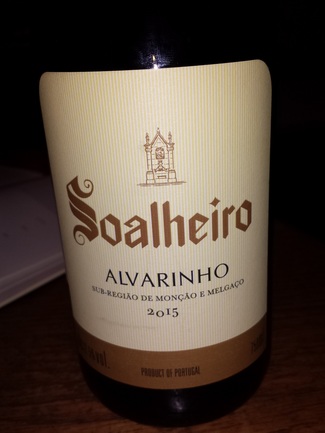 Soalheiro
ALVARINHO
SUB-REGIÃO DE MONÇÃO E MELGAÇO
2015
PRODUCT OF PORTUGAL